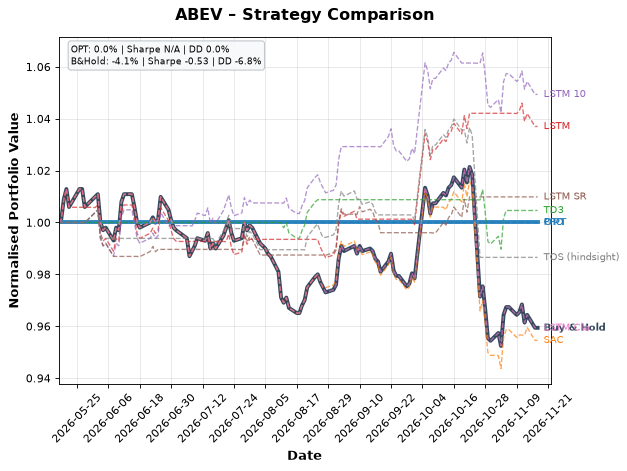 ABEV – Strategy Comparison
OPT: 0.0% | Sharpe N/A | DD 0.0%
B&Hold: -4.1% | Sharpe -0.53 | DD -6.8%
Normalised Portfolio Value
1.06
1.04
1.02
1.00
0.98
0.96
0.94
LSTM 10
LSTM
LSTM SR
TD3
TOS (hindsight)
Buy & Hold
SAC
2026-05-25
2026-06-06
2026-06-18
2026-06-30
2026-07-12
2026-07-24
2026-08-05
2026-08-17
2026-08-29
2026-09-10
2026-09-22
2026-10-04
2026-10-16
2026-10-28
2026-11-09
2026-11-21
Date